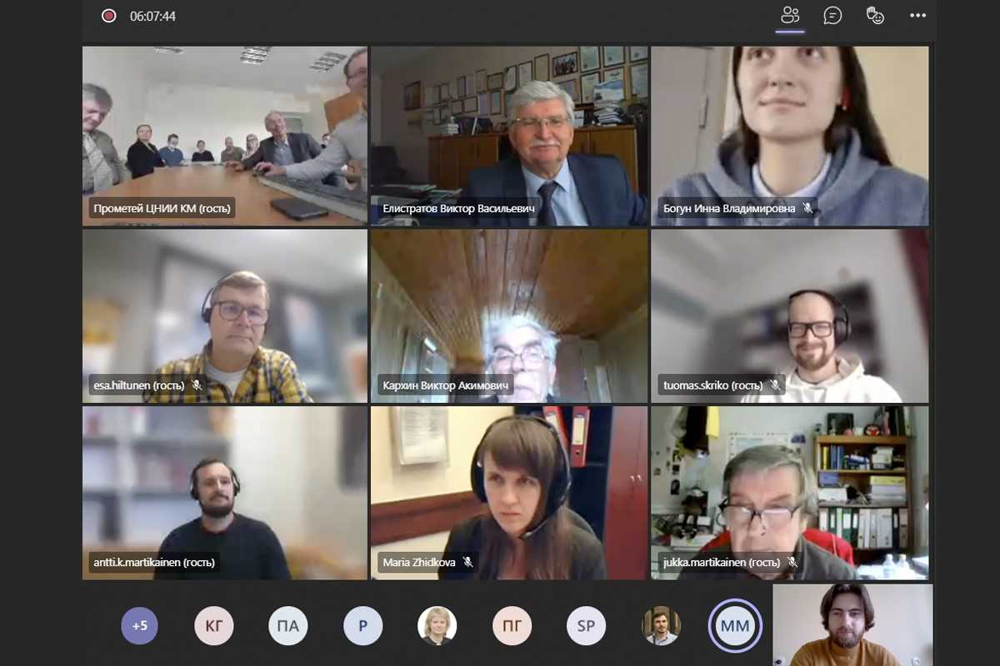 06:07:44
Прометей ЦНИИ КМ (гость)
Елистратов Виктор Васильевич
Богун Инна Владимировна
esa.hiltunen (гость)
Кархин Виктор Акимович
tuomas.skriko (гость)
antti.k.martikainen (гость)
Maria Zhidkova
jukka.martikainen (гость)
+5
КГ
ПА
Р
ПГ
SP
MM